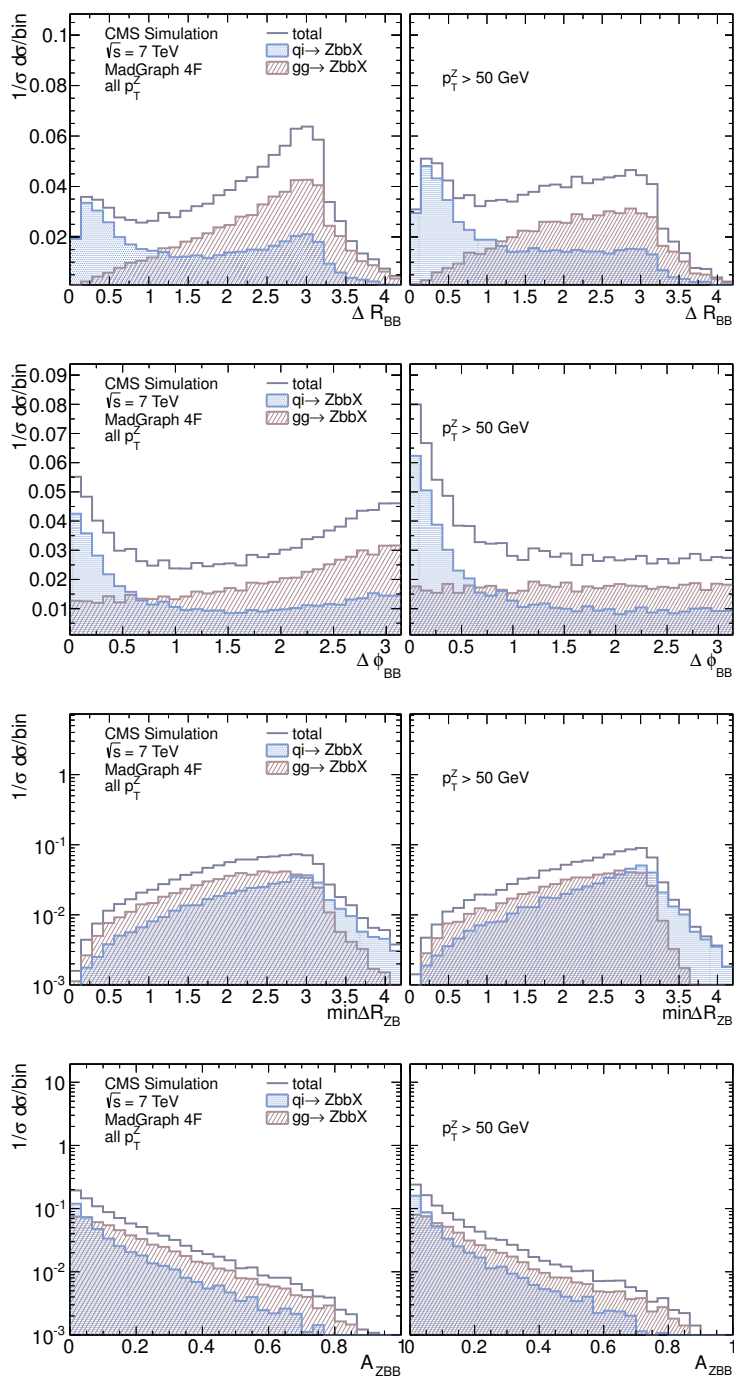 1/σ dσ/bin
0.1
0.08
0.06
0.04
0.02
CMS Simulation
√s = 7 TeV
MadGraph 4F
all p_T^Z
total
qi→ ZbbX
gg→ ZbbX
p_T^Z > 50 GeV
0 0.5 1 1.5 2 2.5 3 3.5 4
Δ R_BB
0.5 1 1.5 2 2.5 3 3.5 4
Δ R_BB
1/σ dσ/bin
0.09
0.08
0.07
0.06
0.05
0.04
0.03
0.02
0.01
CMS Simulation
√s = 7 TeV
MadGraph 4F
all p_T^Z
total
qi→ ZbbX
gg→ ZbbX
p_T^Z > 50 GeV
0 0.5 1 1.5 2 2.5 3
Δ ϕ_BB
0 0.5 1 1.5 2 2.5 3
Δ ϕ_BB
1/σ dσ/bin
1
10^-1
10^-2
10^-3
CMS Simulation
√s = 7 TeV
MadGraph 4F
all p_T^Z
total
qi→ ZbbX
gg→ ZbbX
p_T^Z > 50 GeV
0 0.5 1 1.5 2 2.5 3 3.5 4
minΔR_ZB
0.5 1 1.5 2 2.5 3 3.5 4
minΔR_ZB
1/σ dσ/bin
10
1
10^-1
10^-2
10^-3
CMS Simulation
√s = 7 TeV
MadGraph 4F
all p_T^Z
total
qi→ ZbbX
gg→ ZbbX
p_T^Z > 50 GeV
0 0.2 0.4 0.6 0.8 1
A_ZBB
0 0.2 0.4 0.6 0.8 1
A_ZBB